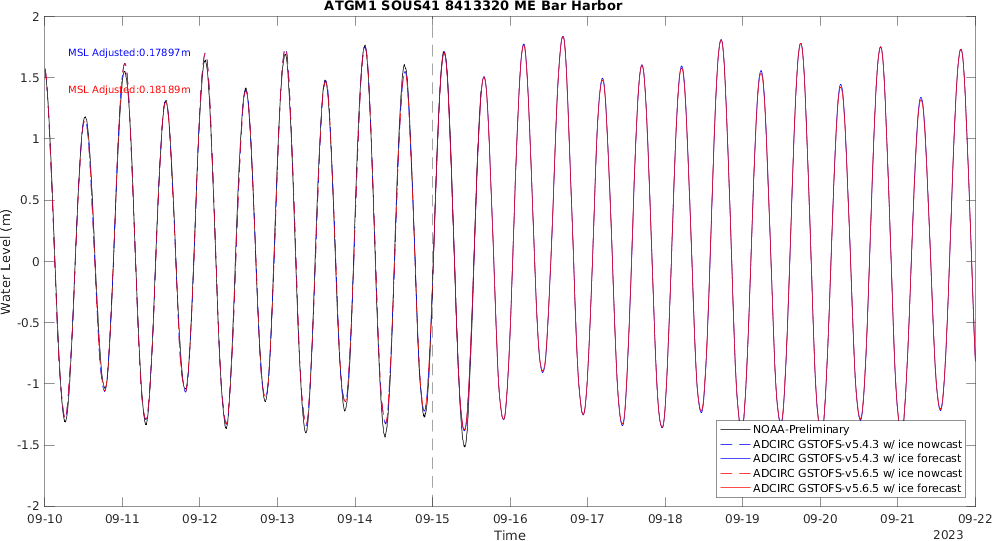 ATGM1 SOUS41 8413320 ME Bar Harbor
2
1.5
1
0.5
0
-0.5
-1
-1.5
-2
Water Level (m)
MSL Adjusted:0.17897m
MSL Adjusted:0.18189m
NOAA-Preliminary
ADCIRC GSTOFS-v5.4.3 w/ ice nowcast
ADCIRC GSTOFS-v5.4.3 w/ ice forecast
ADCIRC GSTOFS-v5.6.5 w/ ice nowcast
ADCIRC GSTOFS-v5.6.5 w/ ice forecast
09-10 09-11 09-12 09-13 09-14 09-15 09-16 09-17 09-18 09-19 09-20 09-21 09-22
Time
2023